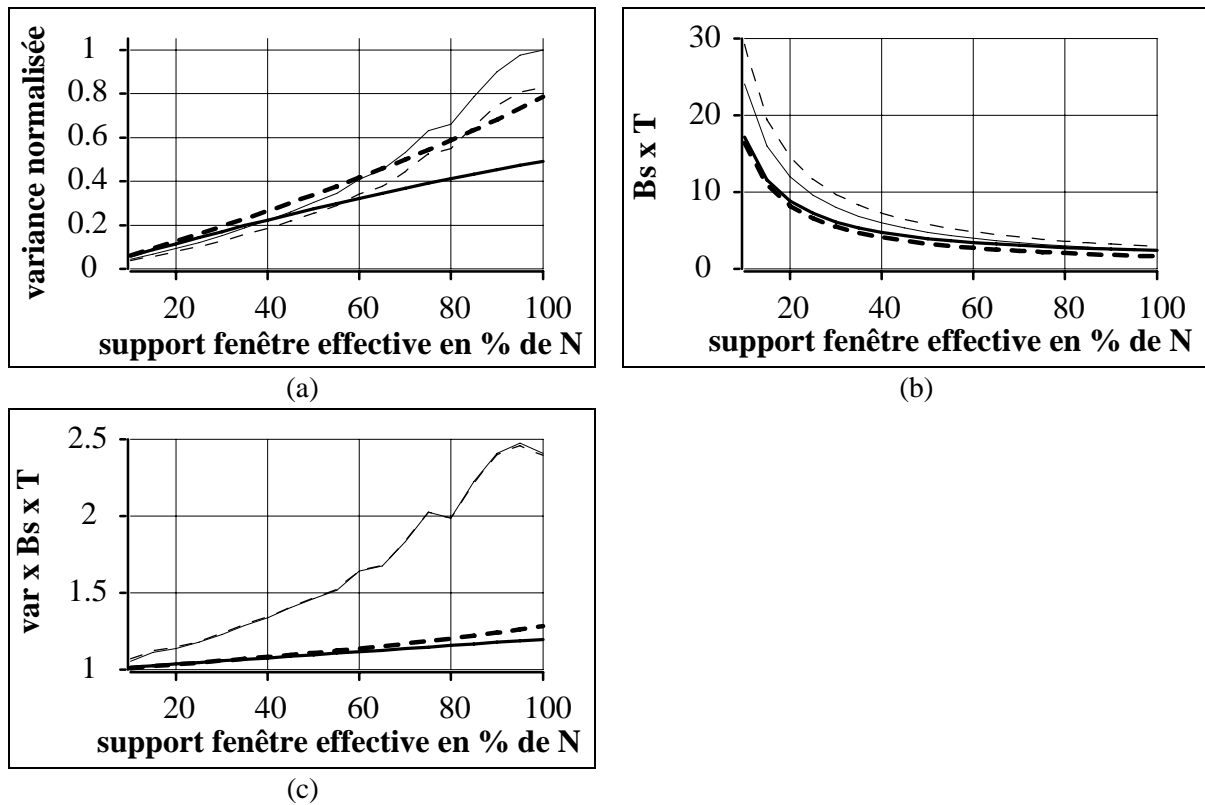 variance normalisée
1
0.8
0.6
0.4
0.2
0
20 40 60 80 100
support fenêtre effective en % de N
(a)
Bs x T
30
20
10
0
20 40 60 80 100
support fenêtre effective en % de N
(b)
var x Bs x T
2.5
2
1.5
1
20 40 60 80 100
support fenêtre effective en % de N
(c)